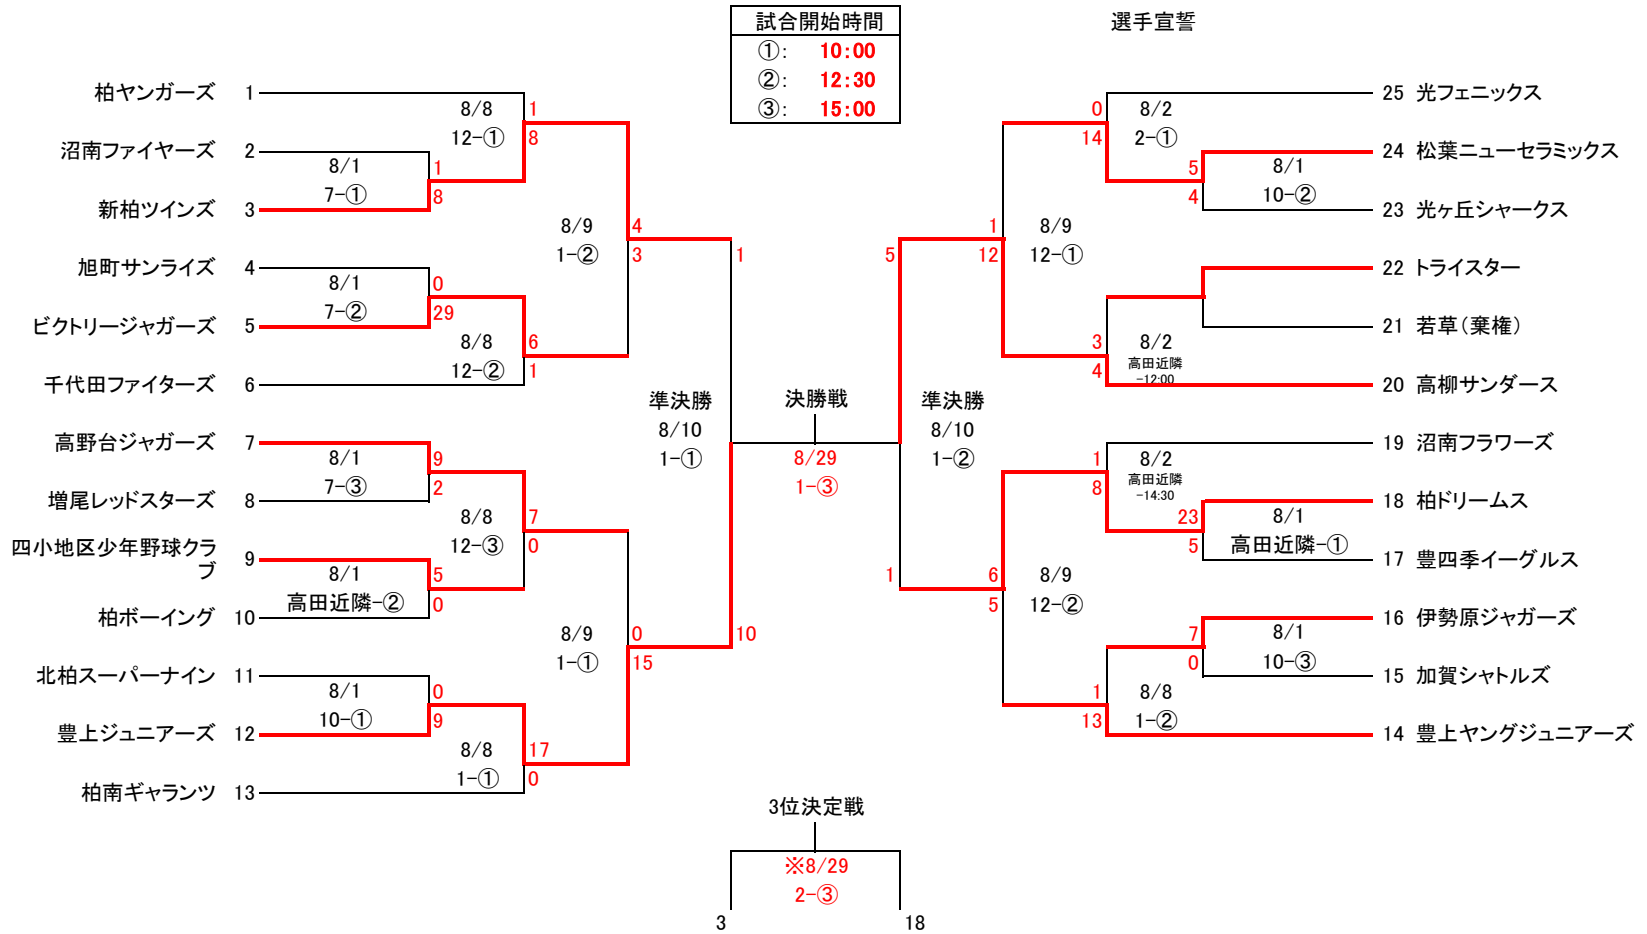 試合開始時間
①: 10:00
②: 12:30
③: 15:00
選手宣誓
柏ヤンガーズ 1
沼南ファイヤーズ 2
新柏ツインズ 3
旭町サンライズ 4
ビクトリージャガーズ 5
千代田ファイターズ 6
高野台ジャガーズ 7
増尾レッドスターズ 8
四小地区少年野球クラ
ブ 9
柏ボーイング 10
北柏スーパーナイン 11
豊上ジュニアーズ 12
柏南ギャランツ 13
8/1
7-①
1
8
8/1
7-②
0
29
8/1
7-③
9
2
8/1
高田近隣-②
5
0
8/1
10-①
0
9
8/8
12-①
1
8
8/8
12-②
6
1
8/8
12-③
7
0
8/8
1-①
17
0
8/9
1-②
4
3
8/9
1-①
0
15
準決勝
8/10
1-①
1
10
決勝戦
8/29
1-③
準決勝
8/10
1-②
5
1
8/9
12-①
1
12
8/9
12-②
6
5
0
14
8/2
2-①
3
4
8/2
高田近隣
-12:00
1
8
8/2
高田近隣
-14:30
1
13
8/8
1-②
5
4
8/1
10-②
23
5
8/1
高田近隣-①
7
0
8/1
10-③
25 光フェニックス
24 松葉ニューセラミックス
23 光ヶ丘シャークス
22 トライスター
21 若草(棄権)
20 高柳サンダース
19 沼南フラワーズ
18 柏ドリームス
17 豊四季イーグルス
16 伊勢原ジャガーズ
15 加賀シャトルズ
14 豊上ヤングジュニアーズ
3位決定戦
※8/29
2-③
3
18